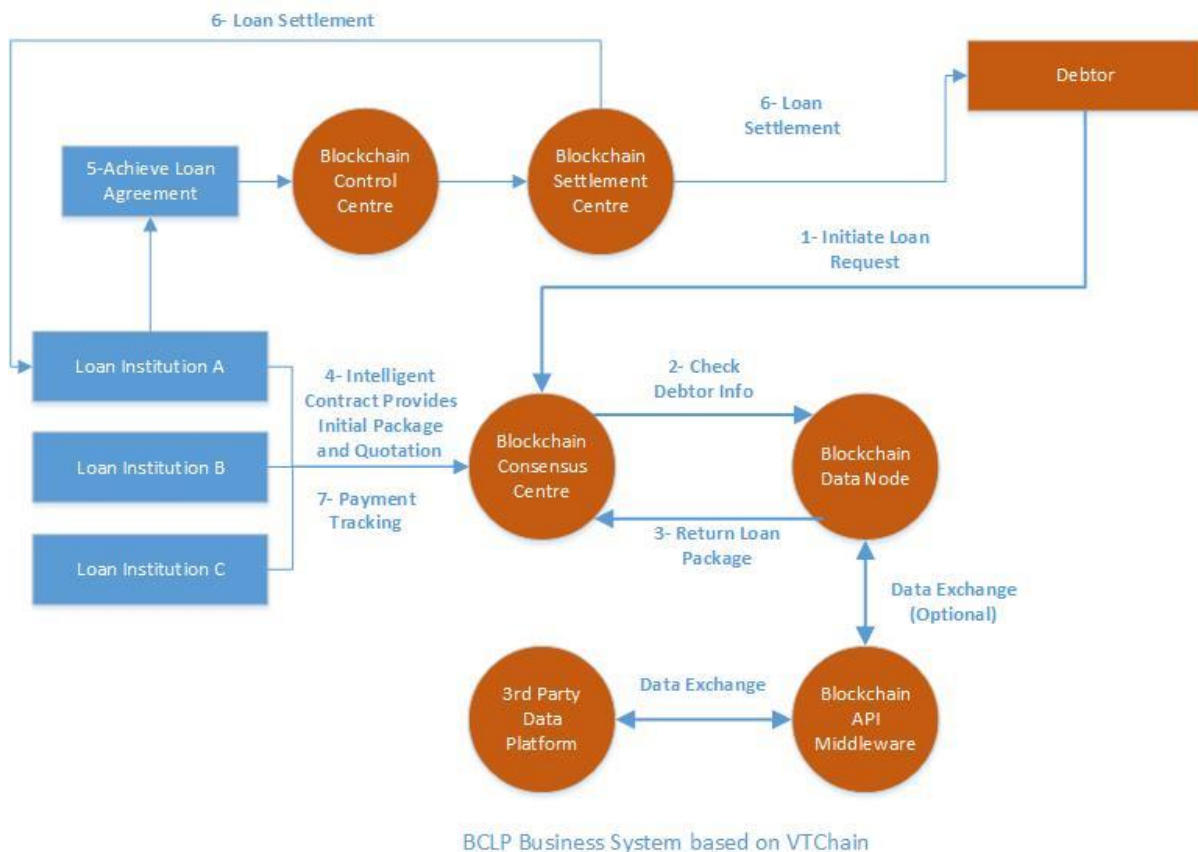 6- Loan Settlement
Debtor
6- Loan
Settlement
5-Achieve Loan
Agreement
Blockchain
Control
Centre
Blockchain
Settlement
Centre
1- Initiate Loan
Request
Loan Institution A
4- Intelligent
Contract Provides
Initial Package
and Quotation
2- Check
Debtor Info
Loan Institution B
Blockchain
Consensus
Centre
Blockchain
Data Node
7- Payment
Tracking
3- Return Loan
Package
Loan Institution C
Data Exchange
(Optional)
3rd Party
Data
Platform
Data Exchange
Blockchain
API
Middleware
BCLP Business System based on VTChain